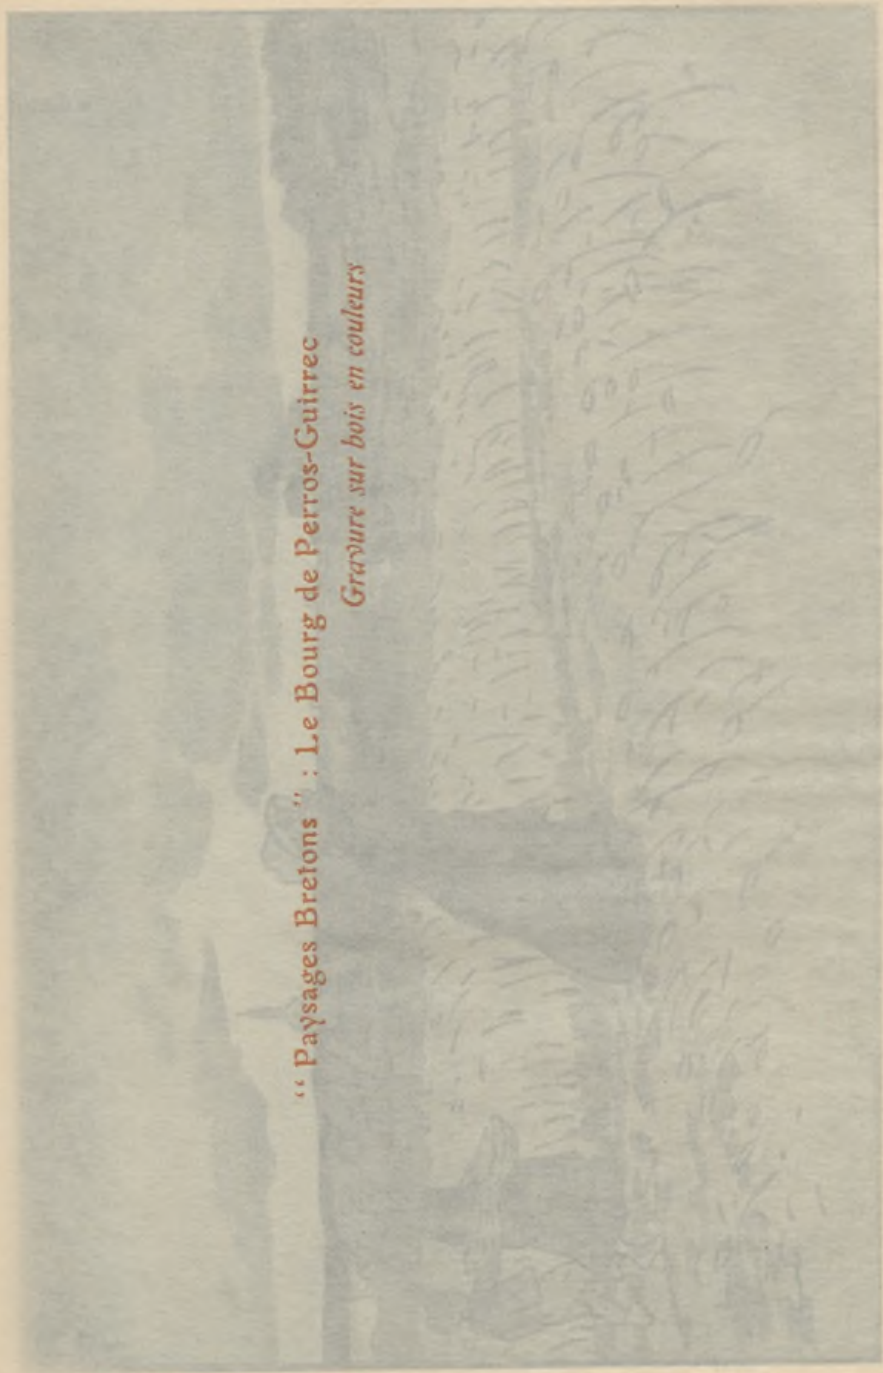 “ Paysages Bretons ” : Le Bourg de Perros-Guirrec
Gravure sur bois en couleurs